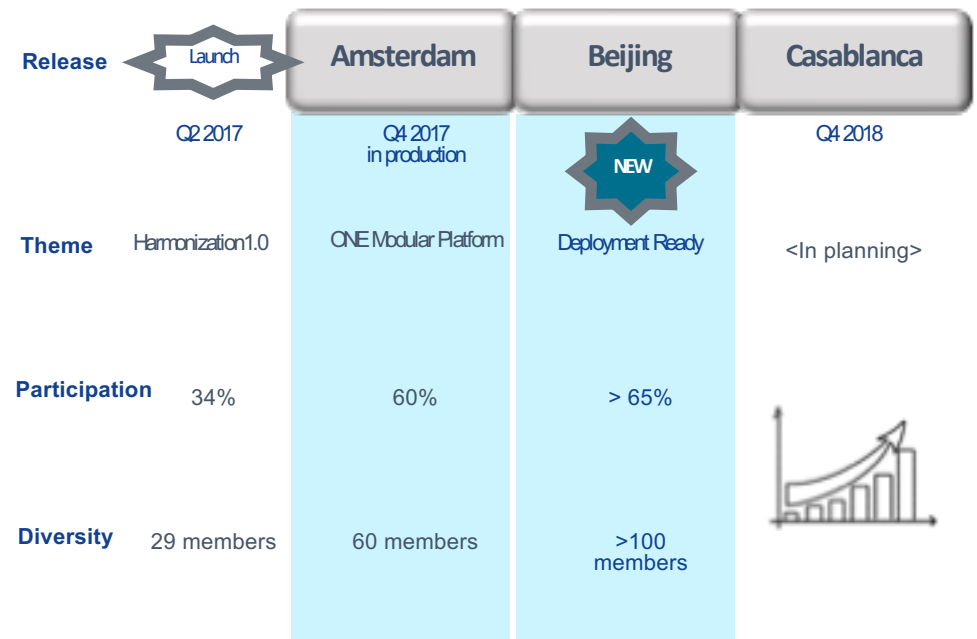 Release
Launch
Amsterdam
Beijing
Casablanca
Q2 2017
Q4 2017
in production
NEW
Q4 2018
Theme
Harmonization1.0
ONE Modular Platform
Deployment Ready
<In planning>
Participation
34%
60%
> 65%
Diversity
29 members
60 members
>100
members